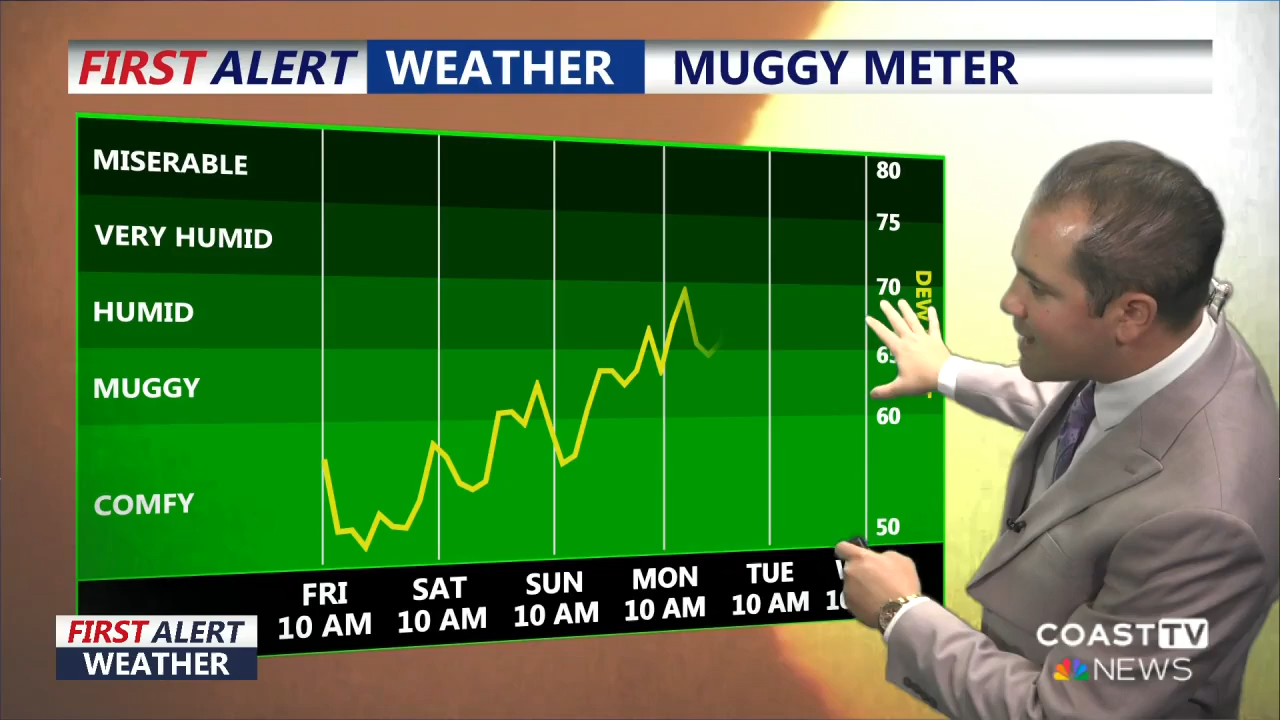 FIRST ALERT WEATHER MUGGY METER
MISERABLE
VERY HUMID
HUMID
MUGGY
COMFY
80
75
70
65
60
50
FRI
10 AM
SAT
10 AM
SUN
10 AM
MON
10 AM
TUE
10 AM
FIRST ALERT
WEATHER
COAST TV
NEWS